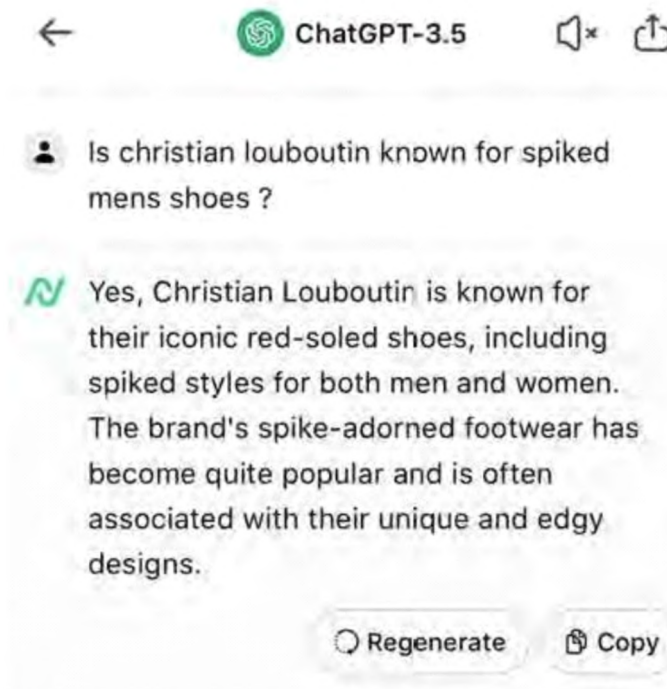 ChatGPT-3.5
Is christian louboutin known for spiked
mens shoes ?
Yes, Christian Louboutin is known for
their iconic red-soled shoes, including
spiked styles for both men and women.
The brand's spike-adorned footwear has
become quite popular and is often
associated with their unique and edgy
designs.
Regenerate Copy